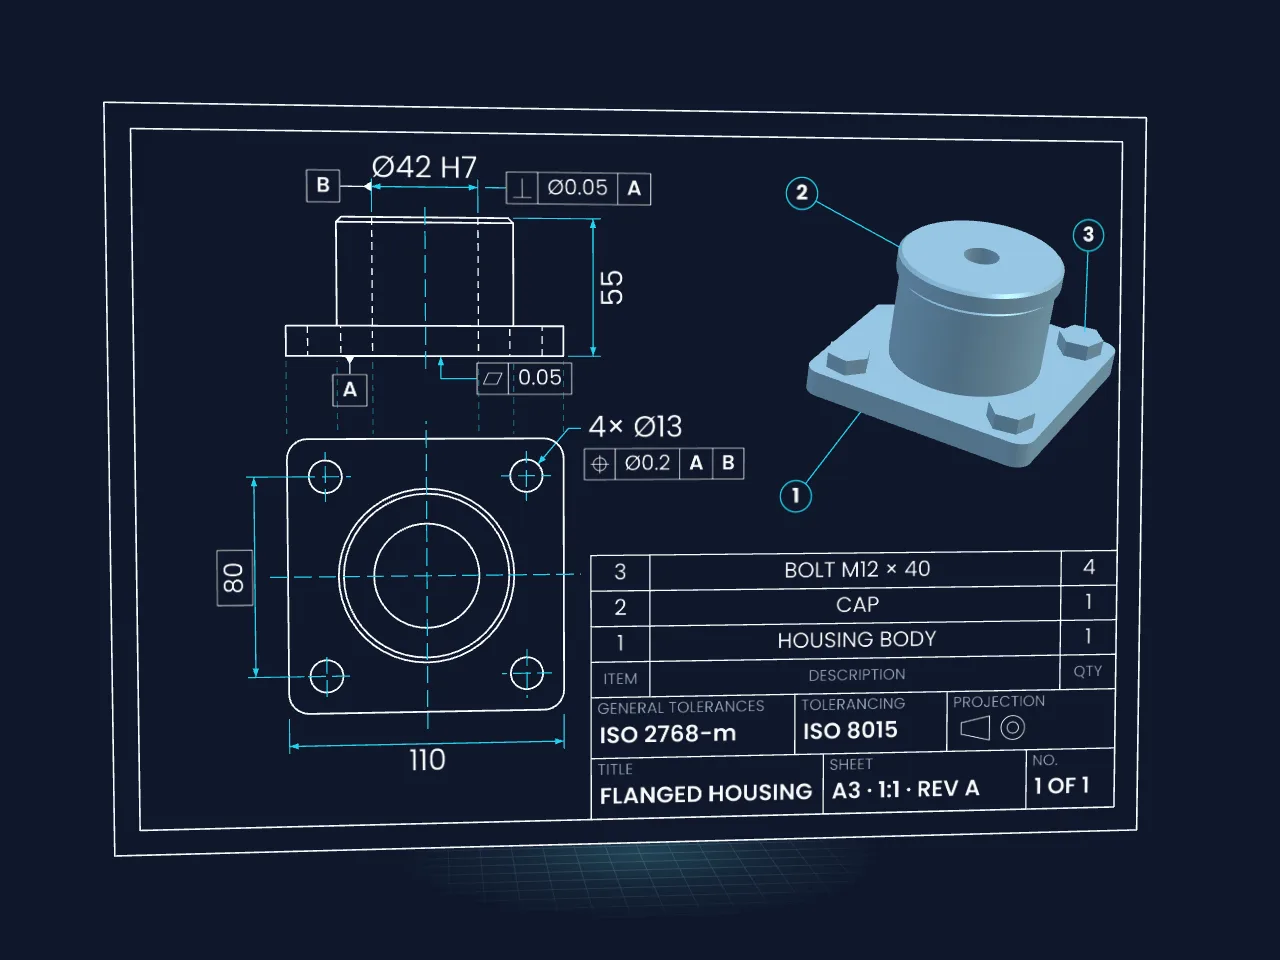 B
Ø42 H7
⟂ Ø0.05 A
2
3
55
A
⏥ 0.05
4× Ø13
⌖ Ø0.2 A B
1
80
110
3 BOLT M12 × 40 4
2 CAP 1
1 HOUSING BODY 1
ITEM DESCRIPTION QTY
GENERAL TOLERANCES TOLERANCING PROJECTION
ISO 2768-m ISO 8015
TITLE SHEET NO.
FLANGED HOUSING A3 · 1:1 · REV A 1 OF 1